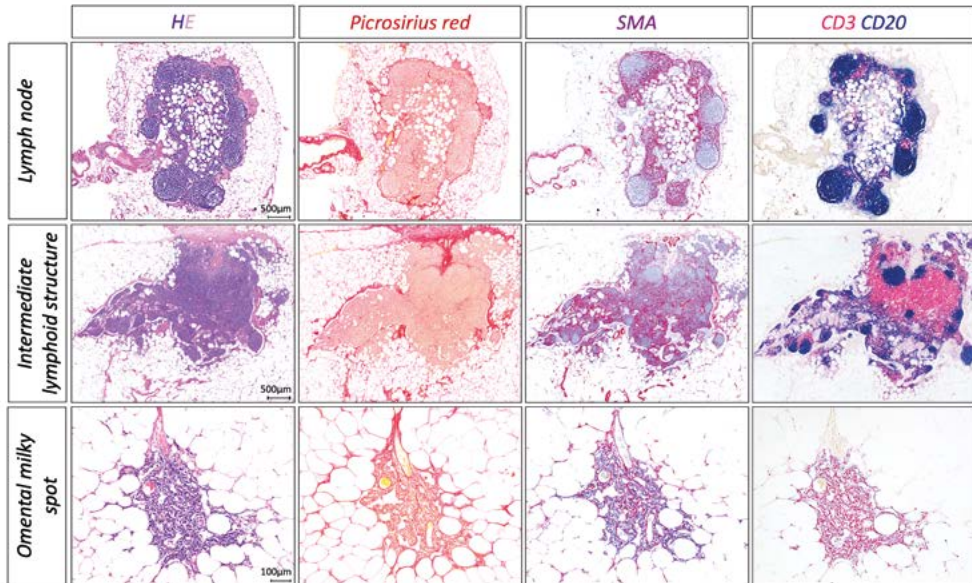 HE
Picrosirius red
SMA
CD3 CD20
Lymph node
500µm
Intermediate
lymphoid structure
500µm
Omental milky
spot
100µm